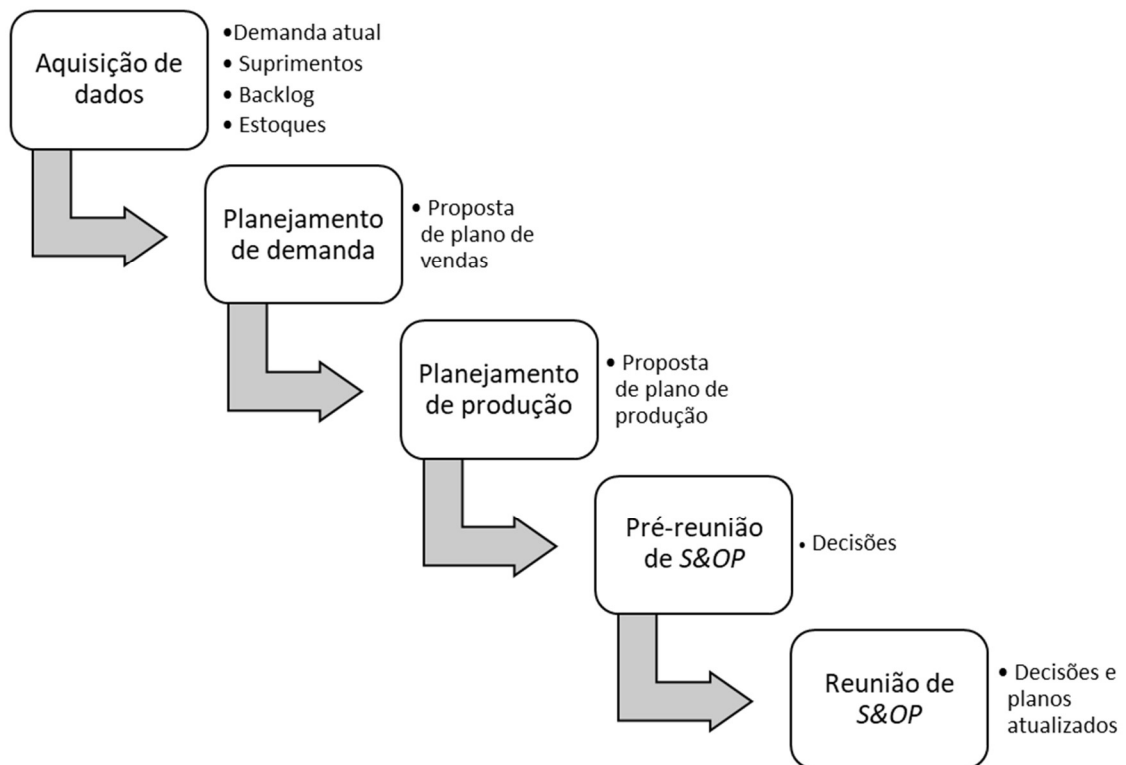 Aquisição de
dados
•Demanda atual
• Suprimentos
• Backlog
• Estoques
Planejamento
de demanda
• Proposta
de plano de
vendas
Planejamento
de produção
• Proposta
de plano de
produção
Pré-reunião
de S&OP
• Decisões
Reunião de
S&OP
• Decisões e
planos
atualizados